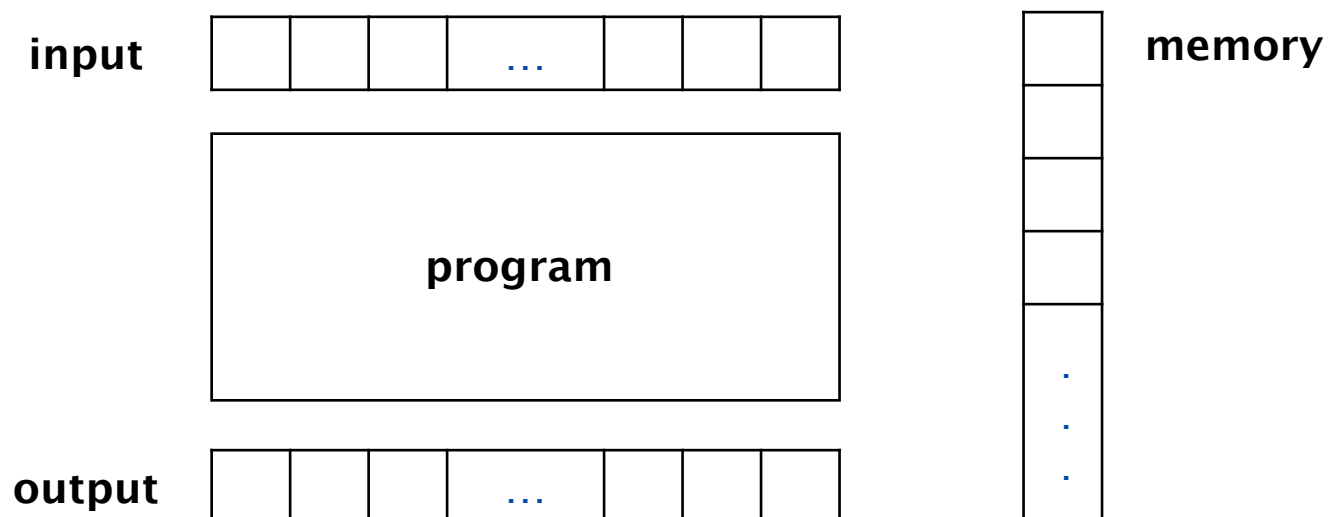 input
...
memory
program
.
.
.
output
...